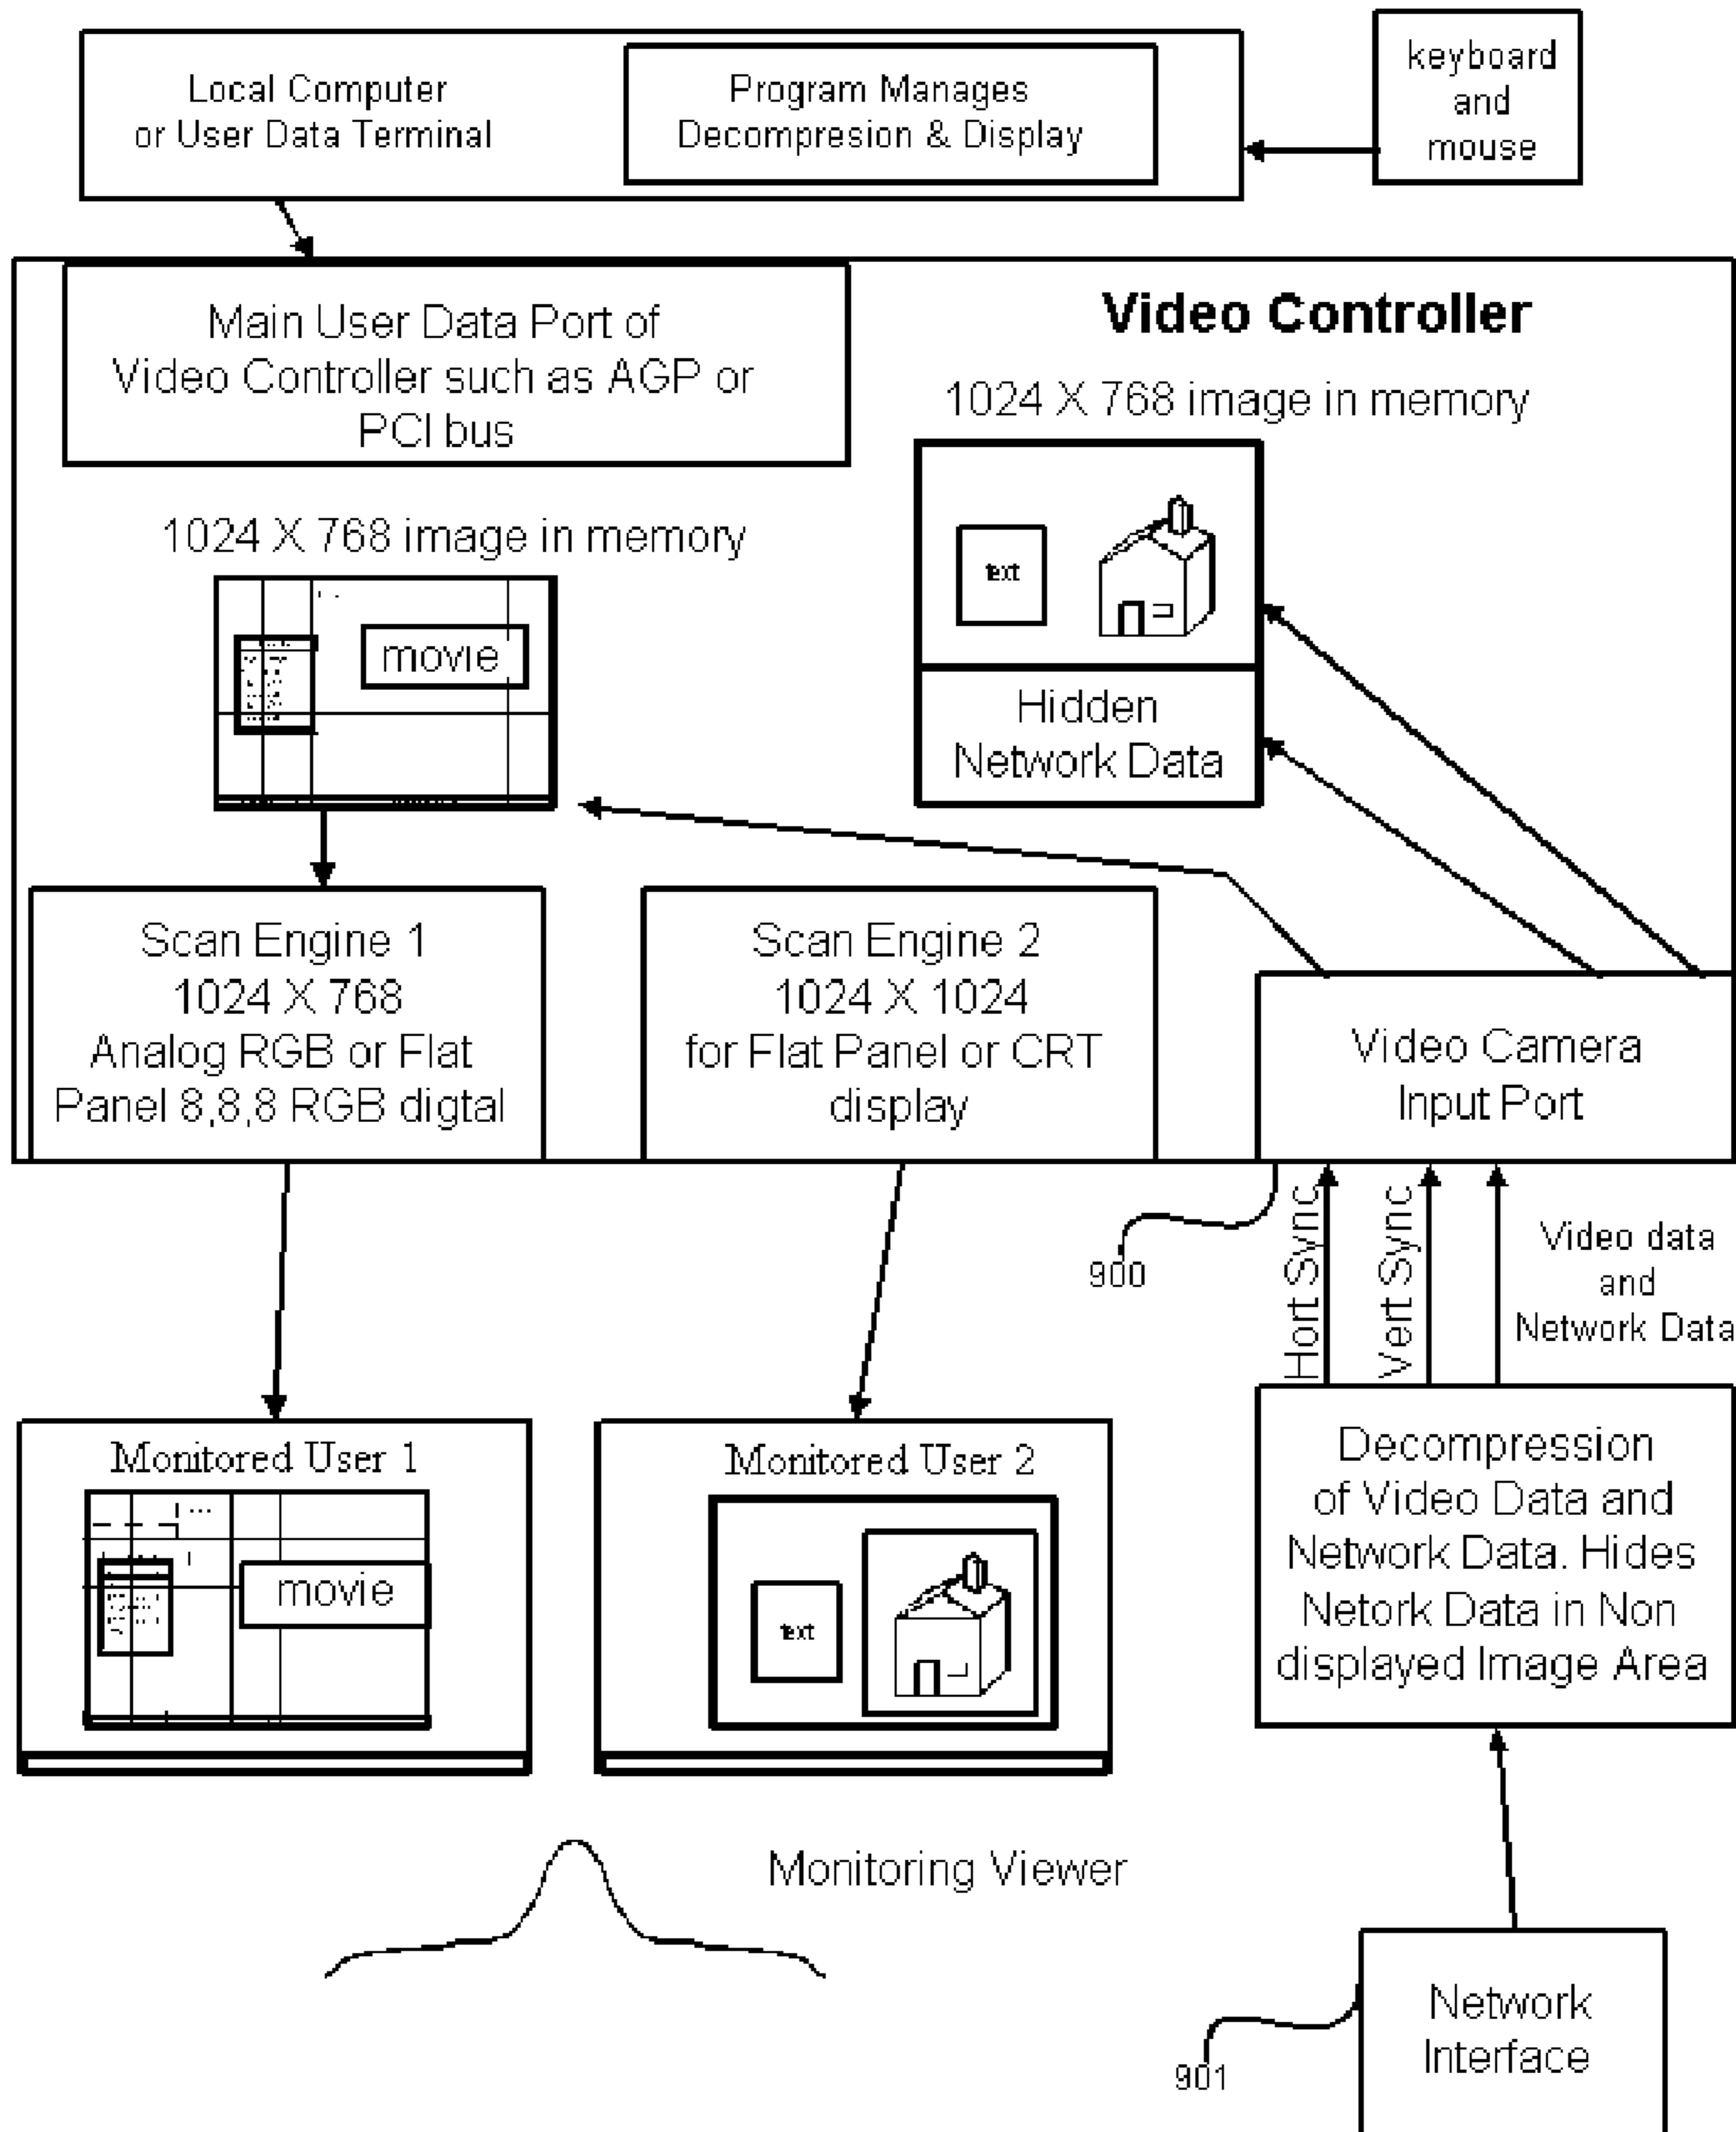 Local Computer
or User Data Terminal
Program Manages
Decompresion & Display
keyboard
and
mouse
Main User Data Port of
Video Controller such as AGP or
PCI bus
Video Controller
1024 X 768 image in memory
text
Hidden
Network Data
1024 X 768 image in memory
movie
Scan Engine 1
1024 X 768
Analog RGB or Flat
Panel 8,8,8 RGB digtal
Scan Engine 2
1024 X 1024
for Flat Panel or CRT
display
Video Camera
Input Port
900
Hort Sync
Vert Sync
Video data
and
Network Data
Monitored User 1
movie
Monitored User 2
text
Decompression
of Video Data and
Network Data. Hides
Netork Data in Non
displayed Image Area
Monitoring Viewer
901
Network
Interface